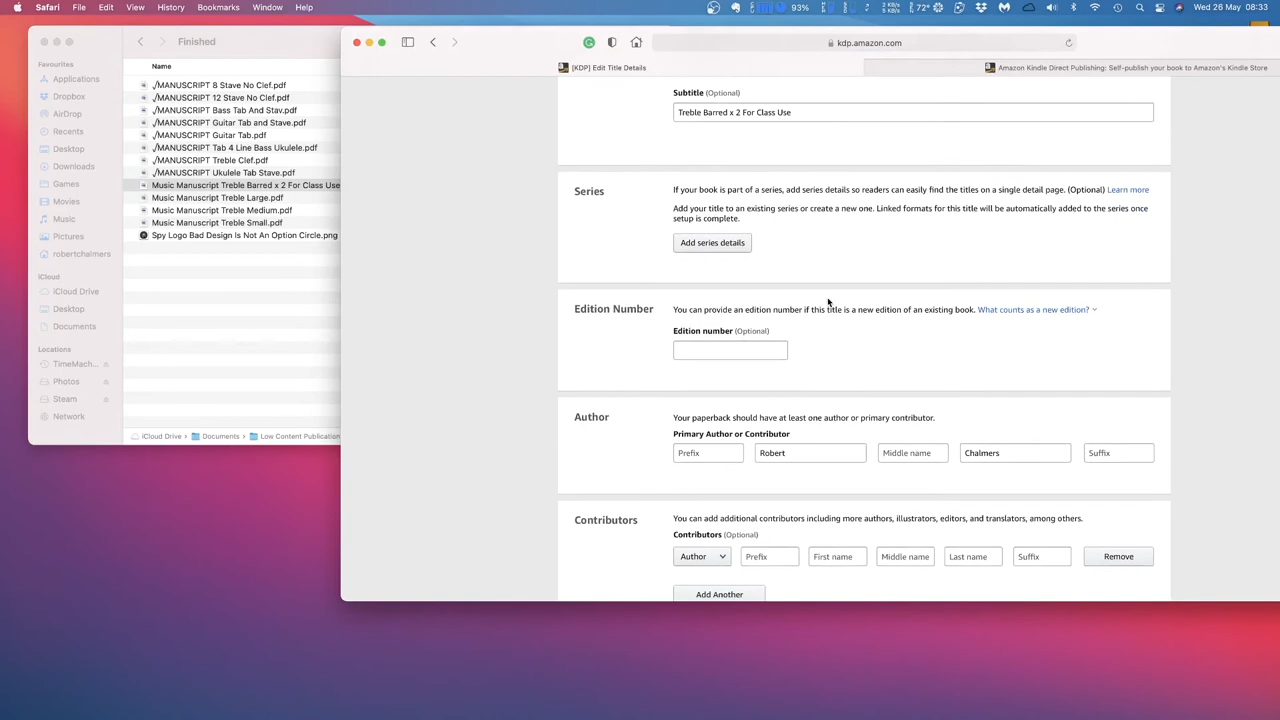 Safari File Edit View History Bookmarks Window Help 93% 72° Wed 26 May 08:33
Finished
kdp.amazon.com
[KDP] Edit Title Details
Amazon Kindle Direct Publishing: Self-publish your book to Amazon's Kindle Store
Favourites
Applications
Dropbox
AirDrop
Recents
Desktop
Downloads
Games
Movies
Music
Pictures
robertchalmers
iCloud
iCloud Drive
Desktop
Documents
Locations
TimeMach...
Photos
Steam
Network
Name
√MANUSCRIPT 8 Stave No Clef.pdf
√MANUSCRIPT 12 Stave No Clef.pdf
√MANUSCRIPT Bass Tab And Stav.pdf
√MANUSCRIPT Guitar Tab and Stave.pdf
√MANUSCRIPT Guitar Tab.pdf
√MANUSCRIPT Tab 4 Line Bass Ukulele.pdf
√MANUSCRIPT Treble Clef.pdf
√MANUSCRIPT Ukulele Tab Stave.pdf
Music Manuscript Treble Barred x 2 For Class Use
Music Manuscript Treble Large.pdf
Music Manuscript Treble Medium.pdf
Music Manuscript Treble Small.pdf
Spy Logo Bad Design Is Not An Option Circle.png
iCloud Drive › Documents › Low Content Publication
Subtitle (Optional)
Treble Barred x 2 For Class Use
Series
If your book is part of a series, add series details so readers can easily find the titles on a single detail page. (Optional) Learn more
Add your title to an existing series or create a new one. Linked formats for this title will be automatically added to the series once
setup is complete.
Add series details
Edition Number
You can provide an edition number if this title is a new edition of an existing book. What counts as a new edition?
Edition number (Optional)
Author
Your paperback should have at least one author or primary contributor.
Primary Author or Contributor
Prefix Robert Middle name Chalmers Suffix
Contributors
You can add additional contributors including more authors, illustrators, editors, and translators, among others.
Contributors (Optional)
Author Prefix First name Middle name Last name Suffix Remove
Add Another